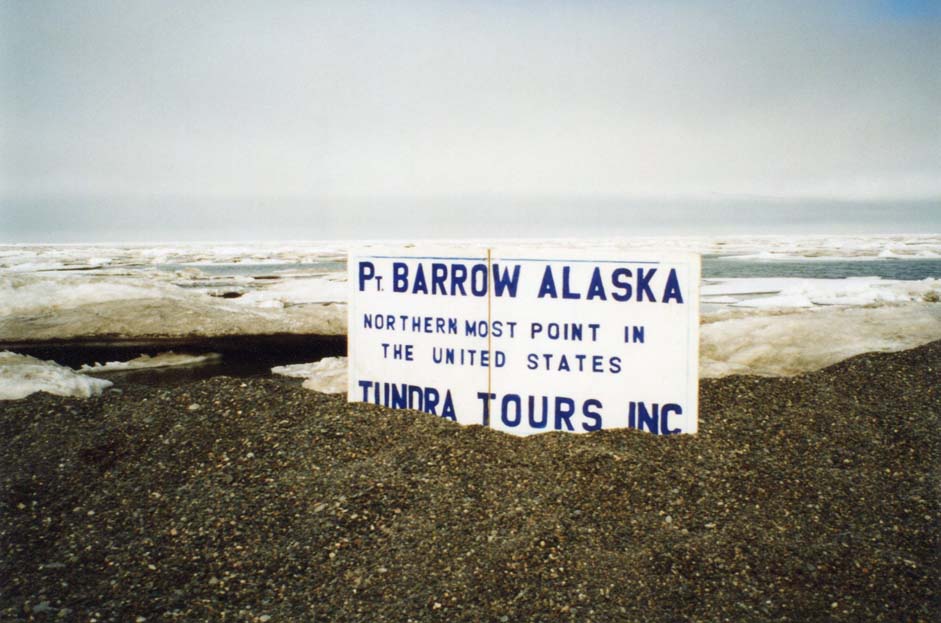 PT. BARROW ALASKA
NORTHERN MOST POINT IN
THE UNITED STATES
TUNDRA TOURS INC